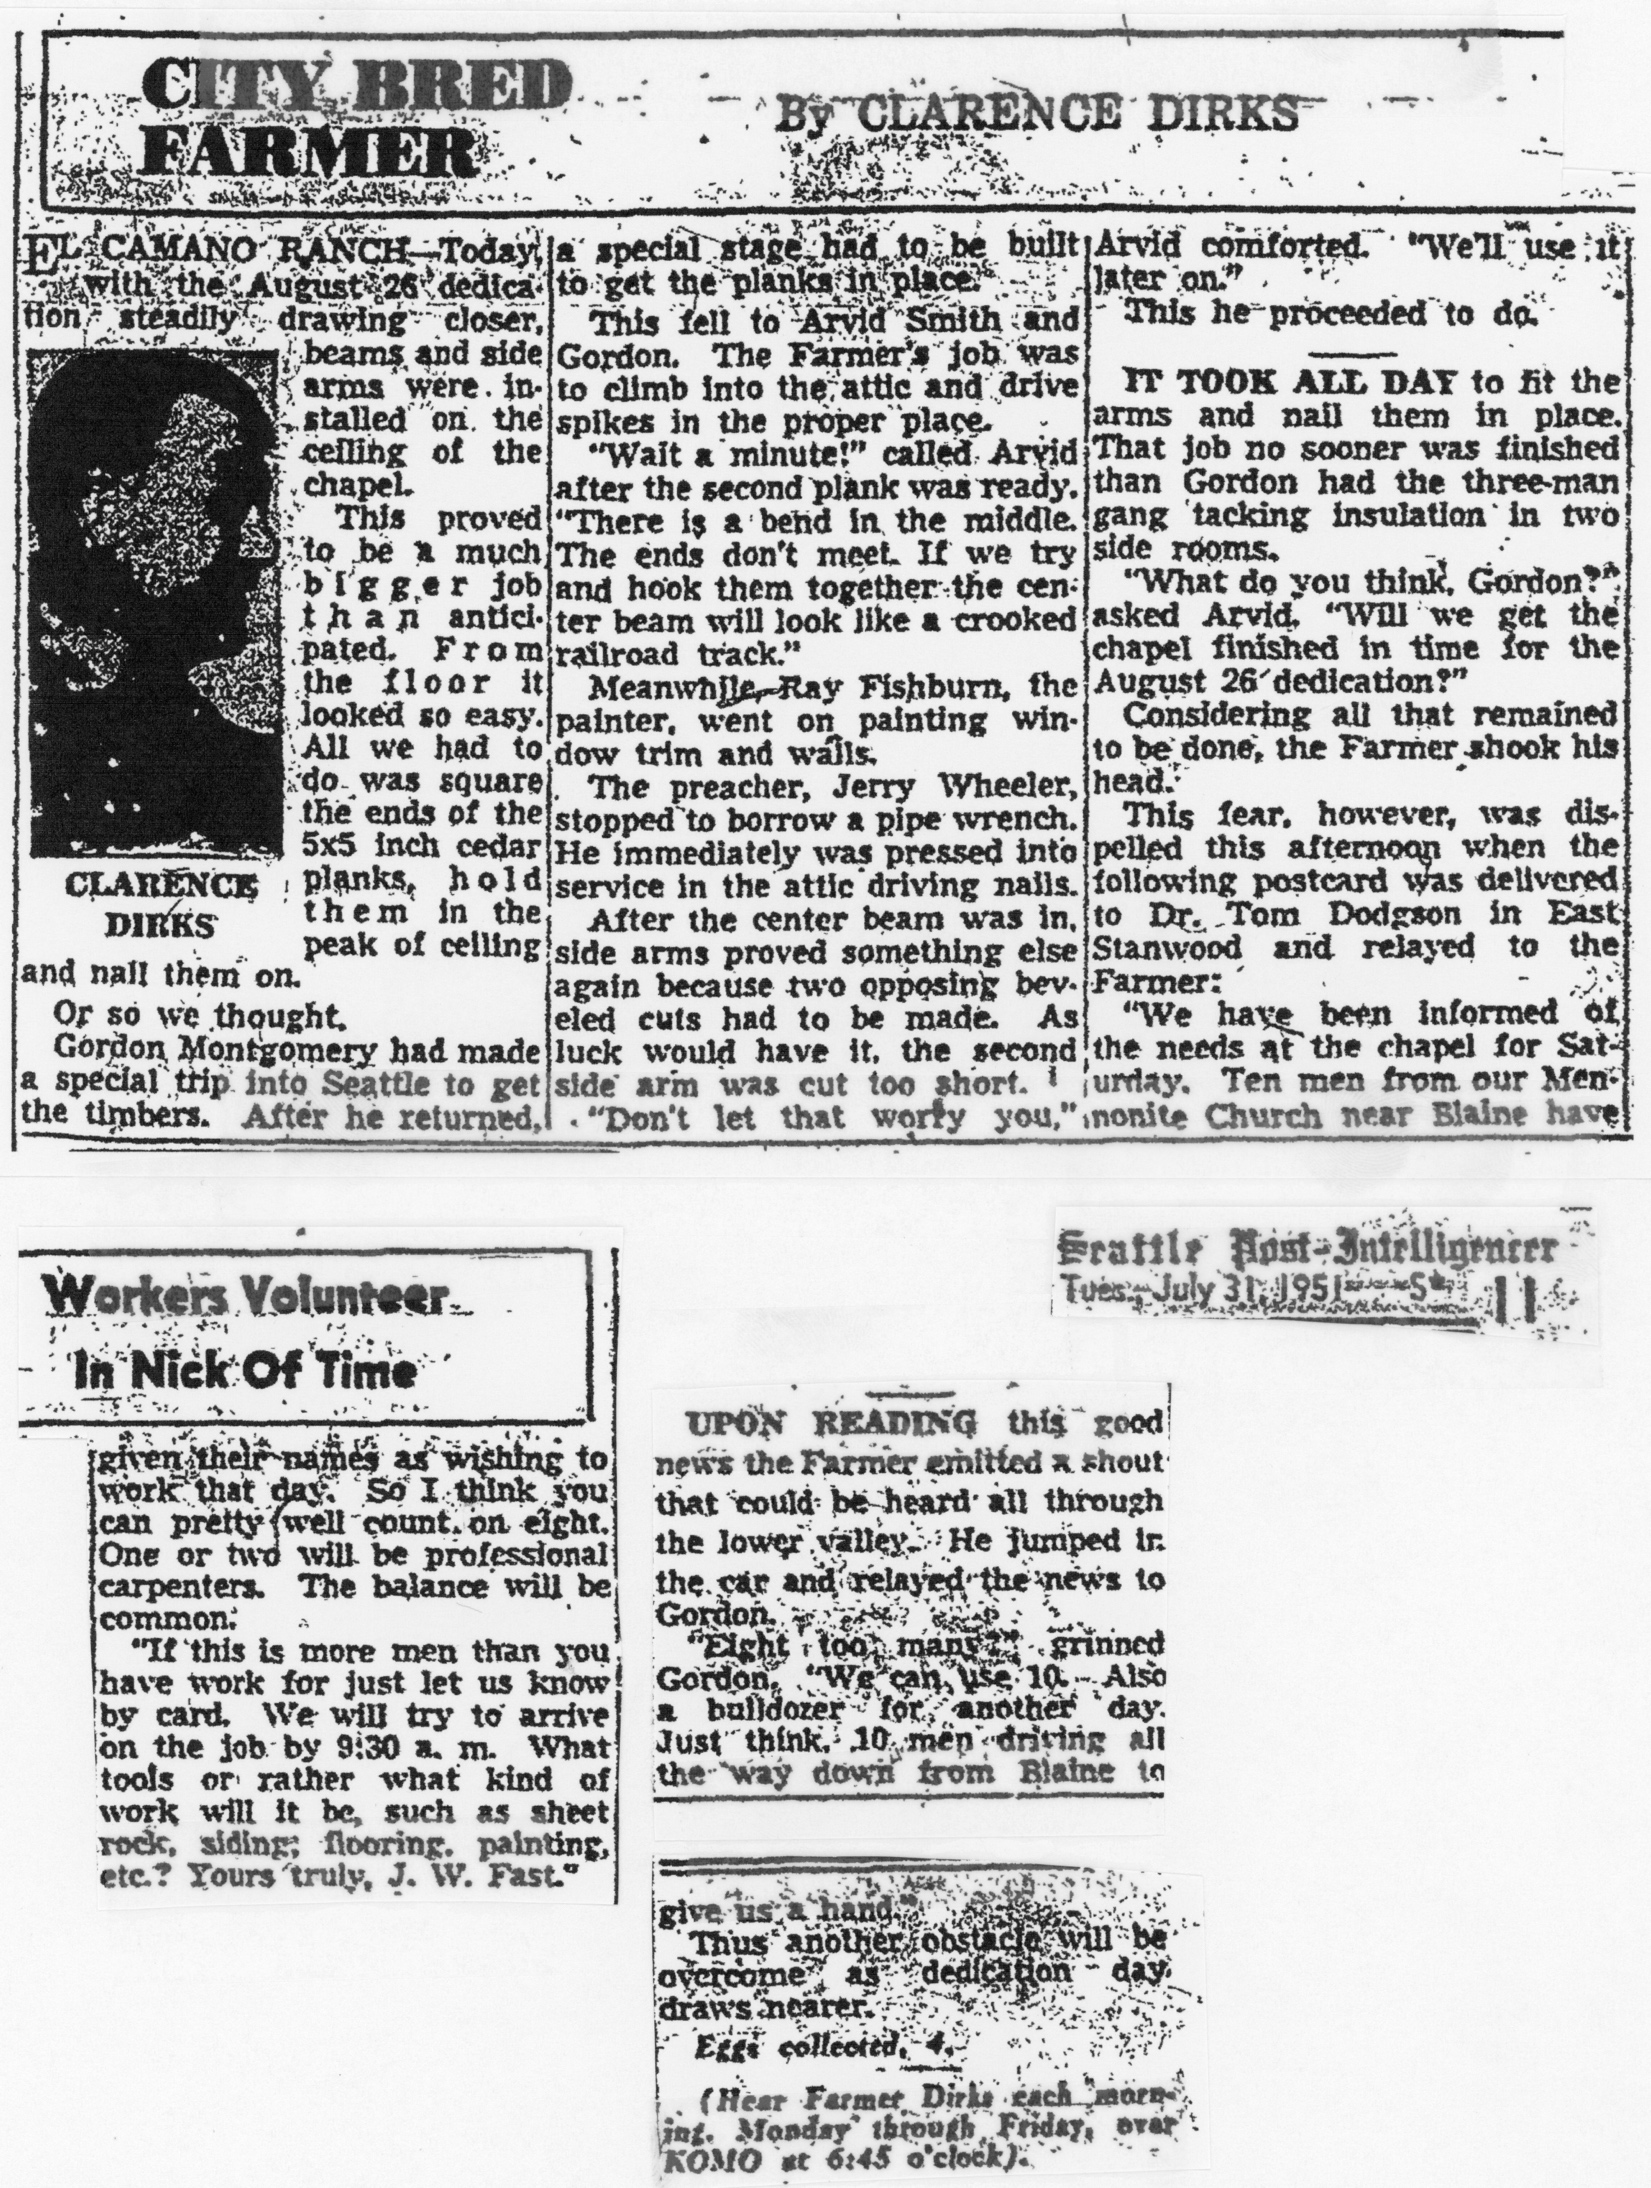 CITY BRED
FARMER
By CLARENCE DIRKS
EL CAMANO RANCH—Today,
with the August 26 dedica-
tion steadily drawing closer,
beams and side
arms were in-
stalled on the
ceiling of the
chapel.
This proved
to be a much
bigger job
than antici-
pated. From
the floor it
looked so easy.
All we had to
do was square
the ends of the
5x5 inch cedar
planks, hold
them in the
peak of ceiling
CLARENCE
DIRKS
and nail them on.
Or so we thought.
Gordon Montgomery had made
a special trip into Seattle to get
the timbers. After he returned,
a special stage had to be built
to get the planks in place.
This fell to Arvid Smith and
Gordon. The Farmer's job was
to climb into the attic and drive
spikes in the proper place.
"Wait a minute!" called Arvid
after the second plank was ready.
"There is a bend in the middle.
The ends don't meet. If we try
and hook them together the cen-
ter beam will look like a crooked
railroad track."
Meanwhile, Ray Fishburn, the
painter, went on painting win-
dow trim and walls.
The preacher, Jerry Wheeler,
stopped to borrow a pipe wrench.
He immediately was pressed into
service in the attic driving nails.
After the center beam was in,
side arms proved something else
again because two opposing bev-
eled cuts had to be made. As
luck would have it, the second
side arm was cut too short.
"Don't let that worry you,"
Arvid comforted. "We'll use it
later on."
This he proceeded to do.
IT TOOK ALL DAY to fit the
arms and nail them in place.
That job no sooner was finished
than Gordon had the three-man
gang tacking insulation in two
side rooms.
"What do you think, Gordon?"
asked Arvid. "Will we get the
chapel finished in time for the
August 26 dedication?"
Considering all that remained
to be done, the Farmer shook his
head.
This fear, however, was dis-
pelled this afternoon when the
following postcard was delivered
to Dr. Tom Dodgson in East
Stanwood and relayed to the
Farmer:
"We have been informed of
the needs at the chapel for Sat-
urday. Ten men from our Men-
nonite Church near Blaine have
Seattle Post-Intelligencer
Tues., July 31, 1951 S* 11
Workers Volunteer
In Nick Of Time
given their names as wishing to
work that day. So I think you
can pretty well count on eight.
One or two will be professional
carpenters. The balance will be
common.
"If this is more men than you
have work for just let us know
by card. We will try to arrive
on the job by 9:30 a. m. What
tools or rather what kind of
work will it be, such as sheet
rock, siding, flooring, painting,
etc.? Yours truly, J. W. Fast."
UPON READING this good
news the Farmer emitted a shout
that could be heard all through
the lower valley. He jumped in
the car and relayed the news to
Gordon.
"Eight too many?" grinned
Gordon. "We can use 10. Also
a bulldozer for another day.
Just think, 10 men driving all
the way down from Blaine to
give us a hand."
Thus another obstacle will be
overcome as dedication day
draws nearer.
Eggs collected, 4.
(Hear Farmer Dirks each morn-
ing, Monday through Friday, over
KOMO at 6:45 o'clock).